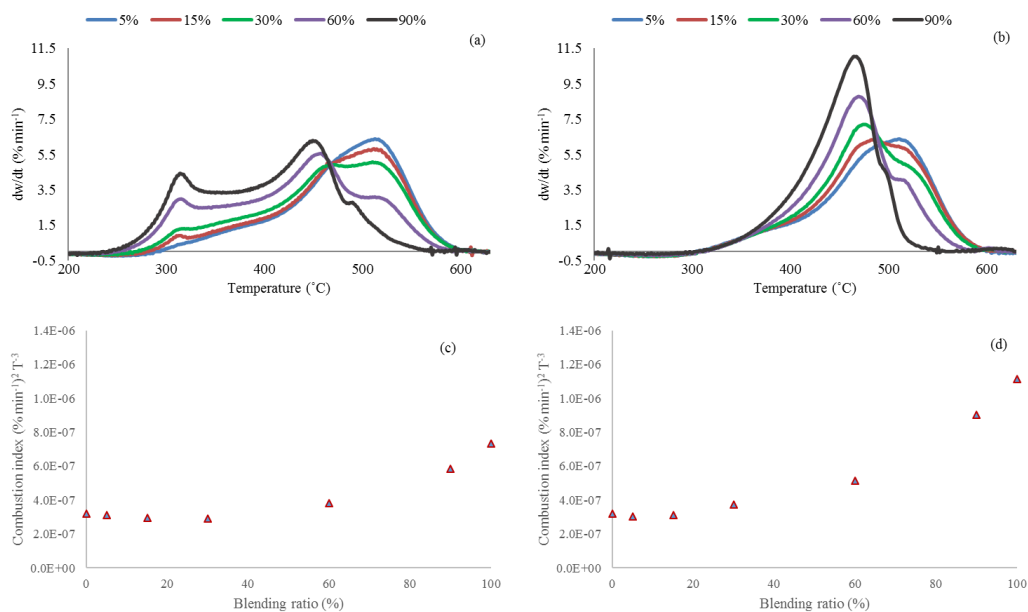 5% 15% 30% 60% 90%
(a)
11.5
9.5
7.5
5.5
3.5
1.5
-0.5
dw/dt (% min⁻¹)
200 300 400 500 600
Temperature (˚C)
5% 15% 30% 60% 90%
(b)
11.5
9.5
7.5
5.5
3.5
1.5
-0.5
dw/dt (% min⁻¹)
200 300 400 500 600
Temperature (˚C)
(c)
1.4E-06
1.2E-06
1.0E-06
8.0E-07
6.0E-07
4.0E-07
2.0E-07
0.0E+00
Combustion index (% min⁻¹)² T⁻³
0 20 40 60 80 100
Blending ratio (%)
(d)
1.4E-06
1.2E-06
1.0E-06
8.0E-07
6.0E-07
4.0E-07
2.0E-07
0.0E+00
Combustion index (% min⁻¹)² T⁻³
0 20 40 60 80 100
Blending ratio (%)